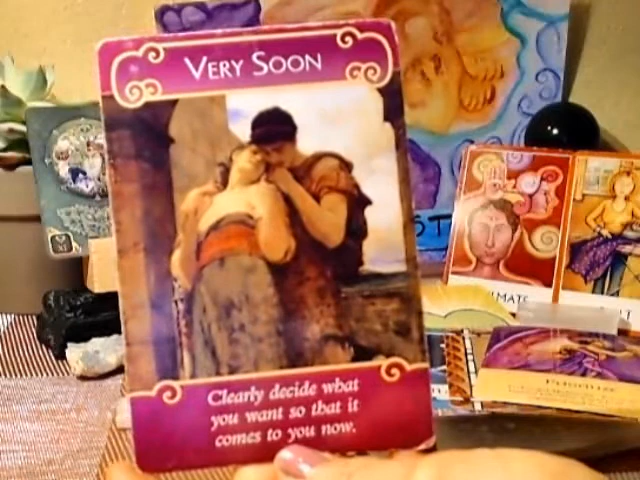 VERY SOON
Clearly decide what
you want so that it
comes to you now.